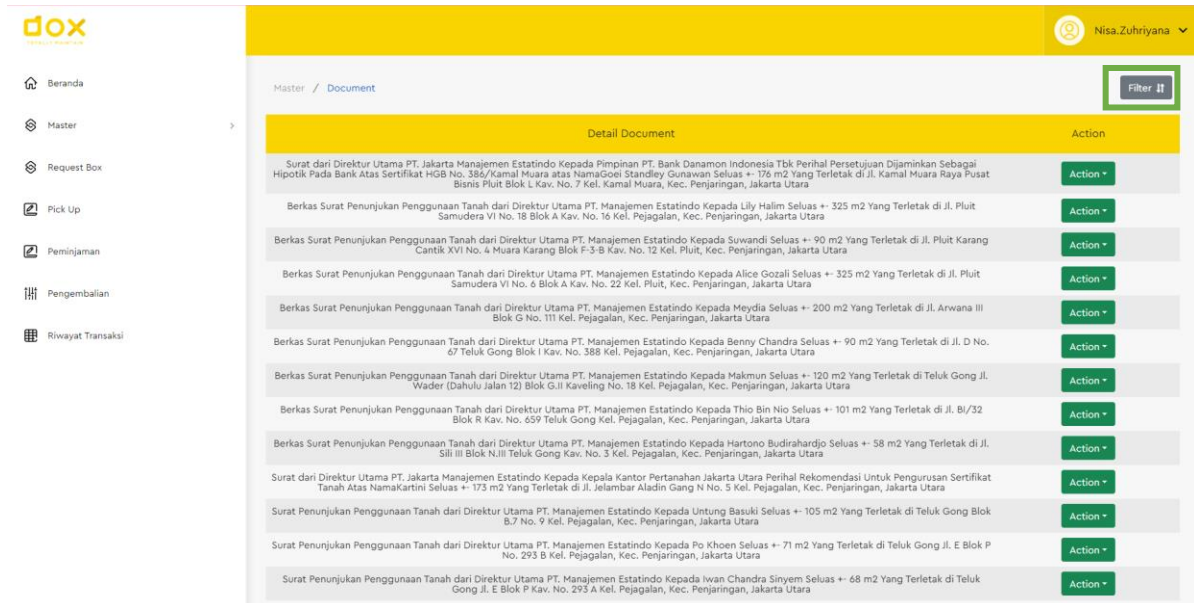 dox
Nisa.Zuhriyana
Beranda
Master
Request Box
Pick Up
Peminjaman
Pengembalian
Riwayat Transaksi
Master / Document
Filter
Detail Document
Action
Surat dari Direktur Utama PT. Jakarta Manajemen Estatindo Kepada Pimpinan PT. Bank Danamon Indonesia Tbk Perihal Persetujuan Dijaminkan Sebagai
Hipotik Pada Bank Atas Sertifikat HGB No. 386/Kamal Muara atas NamaGoei Standley Gunawan Seluas +- 176 m2 Yang Terletak di Jl. Kamal Muara Raya Pusat
Bisnis Pluit Blok L Kav. No. 7 Kel. Kamal Muara, Kec. Penjaringan, Jakarta Utara
Action
Berkas Surat Penunjukan Penggunaan Tanah dari Direktur Utama PT. Manajemen Estatindo Kepada Lily Halim Seluas +- 325 m2 Yang Terletak di Jl. Pluit
Samudera VI No. 18 Blok A Kav. No. 16 Kel. Pejagalan, Kec. Penjaringan, Jakarta Utara
Action
Berkas Surat Penunjukan Penggunaan Tanah dari Direktur Utama PT. Manajemen Estatindo Kepada Suwandi Seluas +- 90 m2 Yang Terletak di Jl. Pluit Karang
Cantik XVI No. 4 Muara Karang Blok F-3-B Kav. No. 12 Kel. Pluit, Kec. Penjaringan, Jakarta Utara
Action
Berkas Surat Penunjukan Penggunaan Tanah dari Direktur Utama PT. Manajemen Estatindo Kepada Alice Gozali Seluas +- 325 m2 Yang Terletak di Jl. Pluit
Samudera VI No. 6 Blok A Kav. No. 22 Kel. Pluit, Kec. Penjaringan, Jakarta Utara
Action
Berkas Surat Penunjukan Penggunaan Tanah dari Direktur Utama PT. Manajemen Estatindo Kepada Meydia Seluas +- 200 m2 Yang Terletak di Jl. Arwana III
Blok G No. 111 Kel. Pejagalan, Kec. Penjaringan, Jakarta Utara
Action
Berkas Surat Penunjukan Penggunaan Tanah dari Direktur Utama PT. Manajemen Estatindo Kepada Benny Chandra Seluas +- 90 m2 Yang Terletak di Jl. D No.
67 Teluk Gong Blok I Kav. No. 388 Kel. Pejagalan, Kec. Penjaringan, Jakarta Utara
Action
Berkas Surat Penunjukan Penggunaan Tanah dari Direktur Utama PT. Manajemen Estatindo Kepada Makmun Seluas +- 120 m2 Yang Terletak di Teluk Gong Jl.
Wader (Dahulu Jalan 12) Blok G.II Kaveling No. 18 Kel. Pejagalan, Kec. Penjaringan, Jakarta Utara
Action
Berkas Surat Penunjukan Penggunaan Tanah dari Direktur Utama PT. Manajemen Estatindo Kepada Thio Bin Nio Seluas +- 101 m2 Yang Terletak di Jl. BI/32
Blok R Kav. No. 659 Teluk Gong Kel. Pejagalan, Kec. Penjaringan, Jakarta Utara
Action
Berkas Surat Penunjukan Penggunaan Tanah dari Direktur Utama PT. Manajemen Estatindo Kepada Hartono Budirahardjo Seluas +- 58 m2 Yang Terletak di Jl.
Sili III Blok N.III Teluk Gong Kav. No. 3 Kel. Pejagalan, Kec. Penjaringan, Jakarta Utara
Action
Surat dari Direktur Utama PT. Jakarta Manajemen Estatindo Kepada Kepala Kantor Pertanahan Jakarta Utara Perihal Rekomendasi Untuk Pengurusan Sertifikat
Tanah Atas NamaKartini Seluas +- 173 m2 Yang Terletak di Jl. Jelambar Aladin Gang N No. 5 Kel. Pejagalan, Kec. Penjaringan, Jakarta Utara
Action
Surat Penunjukan Penggunaan Tanah dari Direktur Utama PT. Manajemen Estatindo Kepada Untung Basuki Seluas +- 105 m2 Yang Terletak di Teluk Gong Blok
B.7 No. 9 Kel. Pejagalan, Kec. Penjaringan, Jakarta Utara
Action
Surat Penunjukan Penggunaan Tanah dari Direktur Utama PT. Manajemen Estatindo Kepada Po Khoen Seluas +- 71 m2 Yang Terletak di Teluk Gong Jl. E Blok P
No. 293 B Kel. Pejagalan, Kec. Penjaringan, Jakarta Utara
Action
Surat Penunjukan Penggunaan Tanah dari Direktur Utama PT. Manajemen Estatindo Kepada Iwan Chandra Sinyem Seluas +- 68 m2 Yang Terletak di Teluk
Gong Jl. E Blok P Kav. No. 293 A Kel. Pejagalan, Kec. Penjaringan, Jakarta Utara
Action